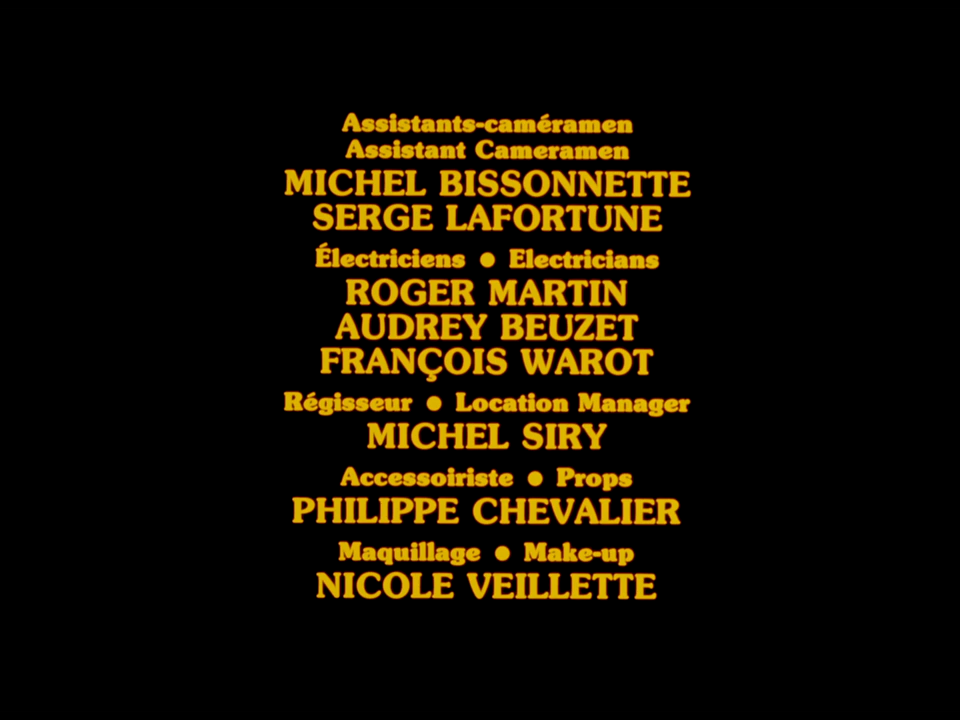 Assistants-caméramen
Assistant Cameramen
MICHEL BISSONNETTE
SERGE LAFORTUNE
Électriciens ● Electricians
ROGER MARTIN
AUDREY BEUZET
FRANÇOIS WAROT
Régisseur ● Location Manager
MICHEL SIRY
Accessoiriste ● Props
PHILIPPE CHEVALIER
Maquillage ● Make-up
NICOLE VEILLETTE